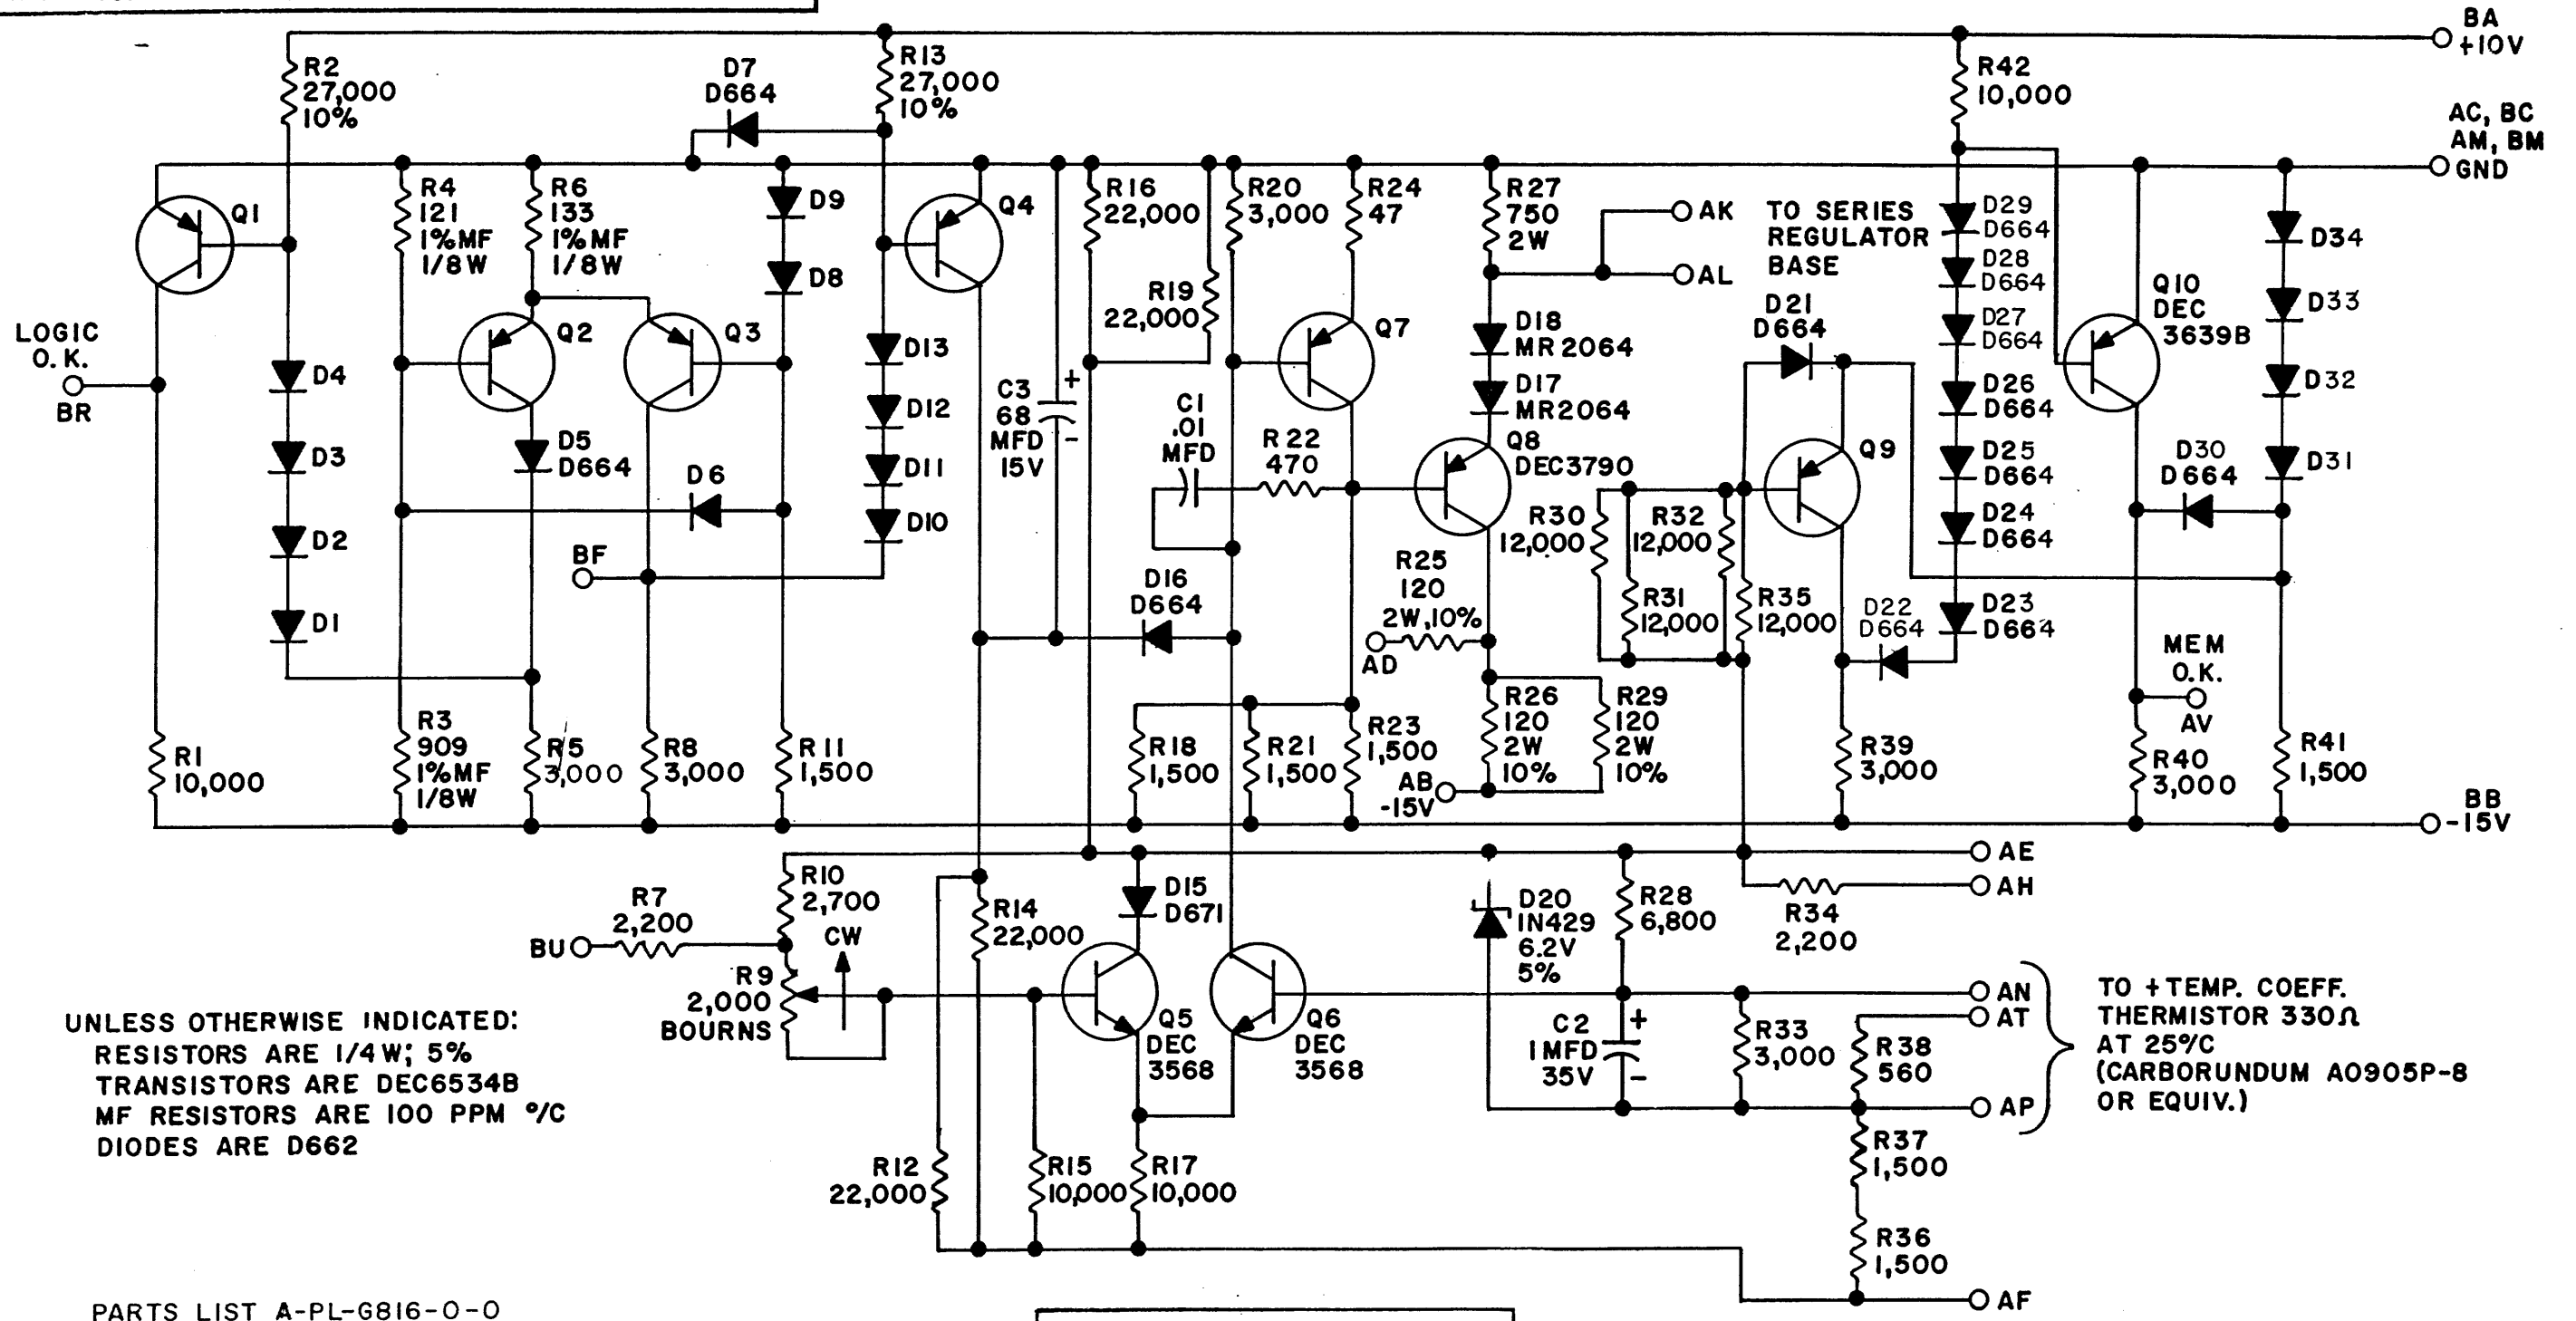 BA
+10V
R2
27,000
10%
D7
D664
R13
27,000
10%
R42
10,000
AC, BC
AM, BM
GND
Q1
R4
121
1%MF
1/8W
R6
133
1%MF
1/8W
D9
D8
Q4
R16
22,000
R19
22,000
R20
3,000
R24
47
R27
750
2W
AK
AL
TO SERIES
REGULATOR
BASE
D29
D664
D28
D664
D27
D664
D26
D664
D25
D664
D24
D664
D23
D664
D34
D33
D32
D31
Q10
DEC
3639B
LOGIC
O.K.
BR
D4
D3
D2
D1
Q2
Q3
D5
D664
D6
BF
D13
D12
D11
D10
C3
68
MFD
15V
+
-
C1
.01
MFD
R22
470
Q7
D18
MR2064
D17
MR2064
Q8
DEC3790
D21
D664
Q9
D30
D664
R30
12,000
R32
12,000
R31
12,000
R35
12,000
D22
D664
D16
D664
R25
120
2W,10%
AD
MEM
O.K.
AV
R1
10,000
R3
909
1%MF
1/8W
R5
3,000
R8
3,000
R11
1,500
R18
1,500
R21
1,500
R23
1,500
R26
120
2W
10%
R29
120
2W
10%
AB
-15V
R39
3,000
R40
3,000
R41
1,500
BB
-15V
AE
AH
R10
2,700
CW
R7
2,200
BU
R9
2,000
BOURNS
R14
22,000
D15
D671
Q5
DEC
3568
Q6
DEC
3568
D20
IN429
6.2V
5%
R28
6,800
R34
2,200
C2
1MFD
35V
+
-
R33
3,000
R38
560
AN
AT
AP
TO + TEMP. COEFF.
THERMISTOR 330Ω
AT 25°/C
(CARBORUNDUM A0905P-8
OR EQUIV.)
R12
22,000
R15
10,000
R17
10,000
R37
1,500
R36
1,500
AF
UNLESS OTHERWISE INDICATED:
RESISTORS ARE 1/4W; 5%
TRANSISTORS ARE DEC6534B
MF RESISTORS ARE 100 PPM °/C
DIODES ARE D662
PARTS LIST A-PL-G816-0-0